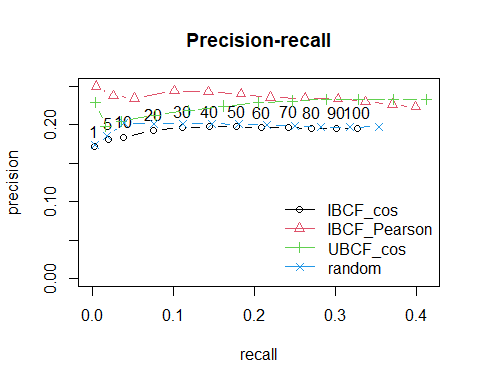 Precision-recall
precision
0.20
0.10
0.00
1 5 10 20 30 40 50 60 70 80 90 100
IBCF_cos
IBCF_Pearson
UBCF_cos
random
0.0 0.1 0.2 0.3 0.4
recall